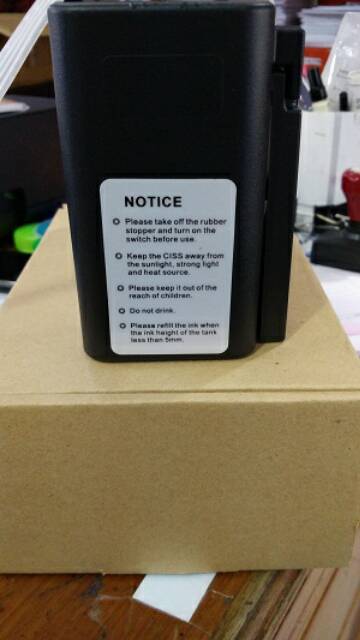 NOTICE
Please take off the rubber
stopper and turn on the
switch before use.
Keep the CISS away from
the sunlight, strong light
and heat source.
Please keep it out of the
reach of children.
Do not drink.
Please refill the ink when
the ink height of the tank
less than 5mm.